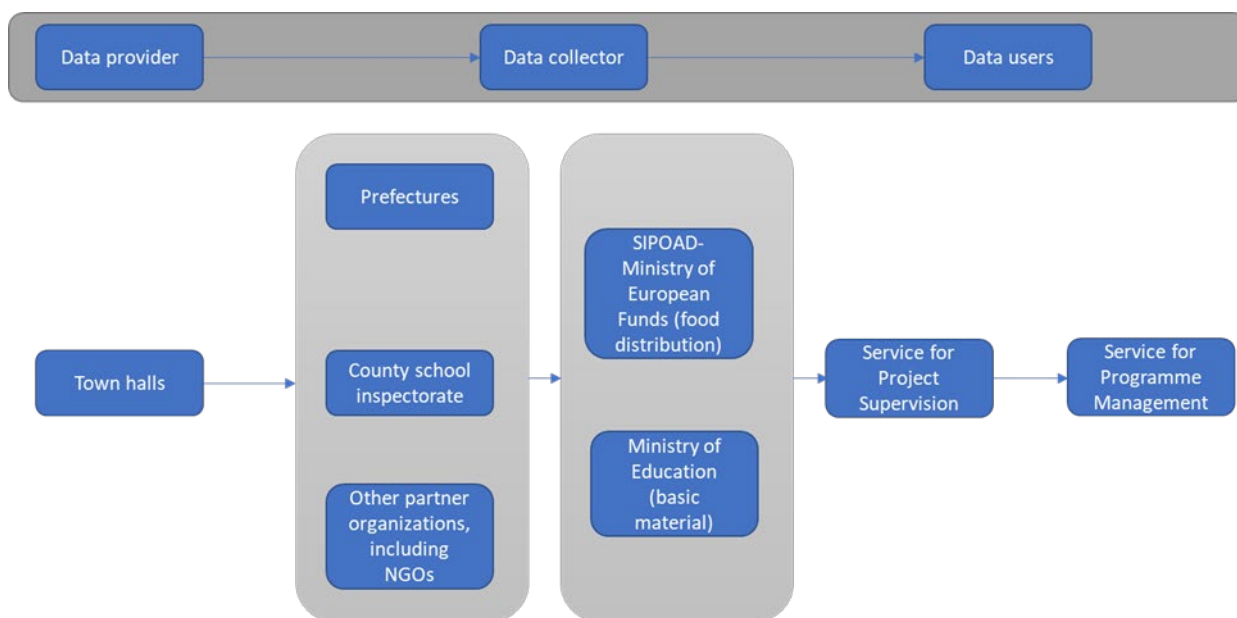 Data provider
Data collector
Data users
Prefectures
SIPOAD-
Ministry of
European
Funds (food
distribution)
Town halls
County school
inspectorate
Service for
Project
Supervision
Service for
Programme
Management
Ministry of
Education
(basic
material)
Other partner
organizations,
including
NGOs